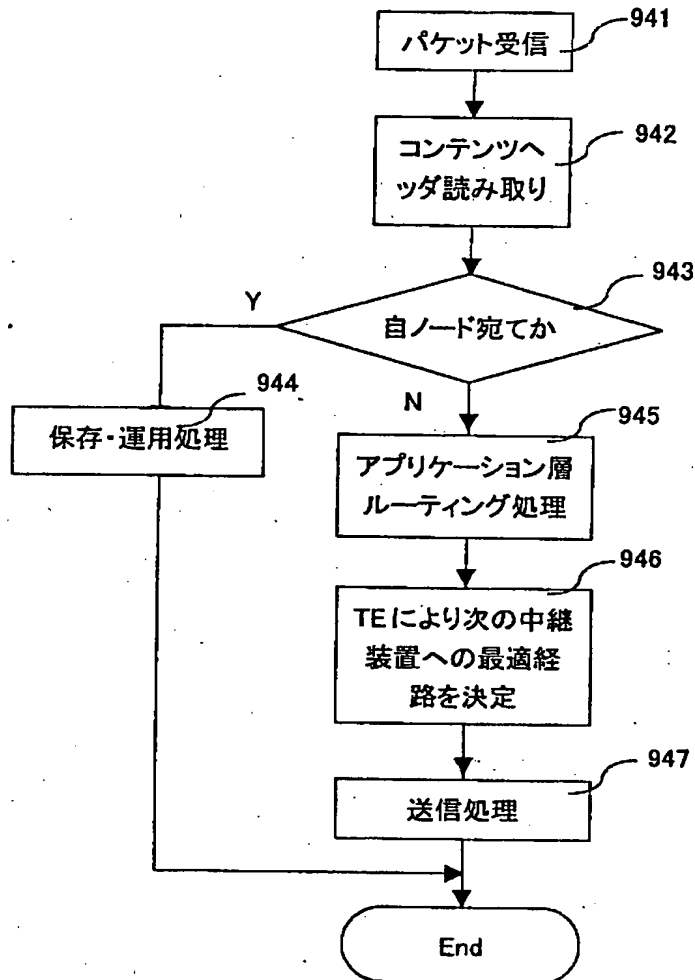 941
パケット受信
942
コンテンツヘ
ッダ読み取り
943
Y
自ノード宛てか
944
N
保存・運用処理
945
アプリケーション層
ルーティング処理
946
TEにより次の中継
装置への最適経
路を決定
947
送信処理
End